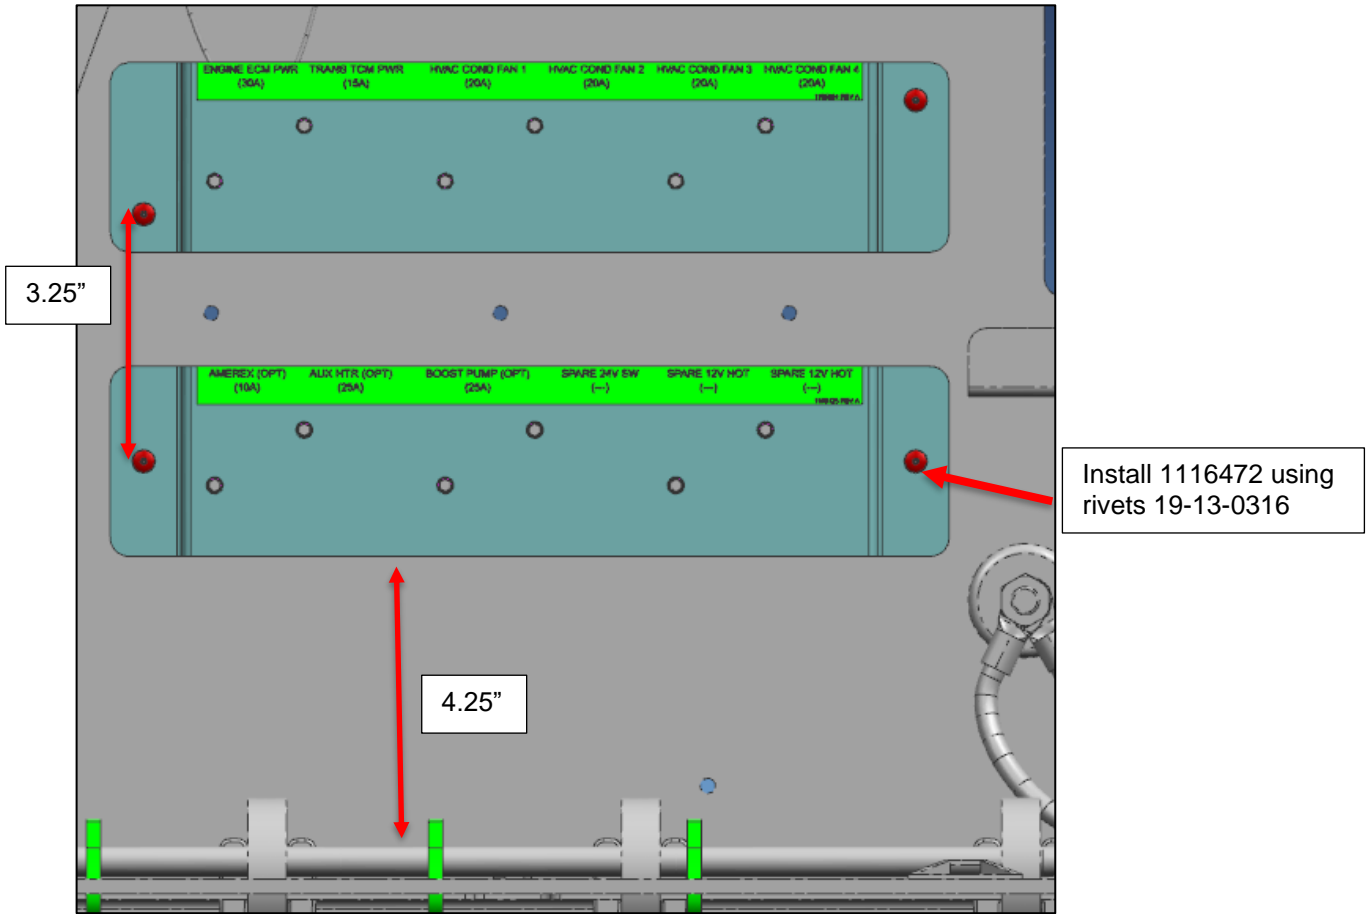 ENGINE ECM PWR TRANS TCM PWR HVAC COND FAN 1 HVAC COND FAN 2 HVAC COND FAN 3 HVAC COND FAN 4
(30A) (15A) (20A) (20A) (20A) (20A)
3.25”
AMEREX (OPT) AUX HTR (OPT) BOOST PUMP (OPT) SPARE 24V SW SPARE 12V HOT SPARE 12V HOT
(10A) (25A) (25A) (---) (---) (---)
Install 1116472 using
rivets 19-13-0316
4.25”